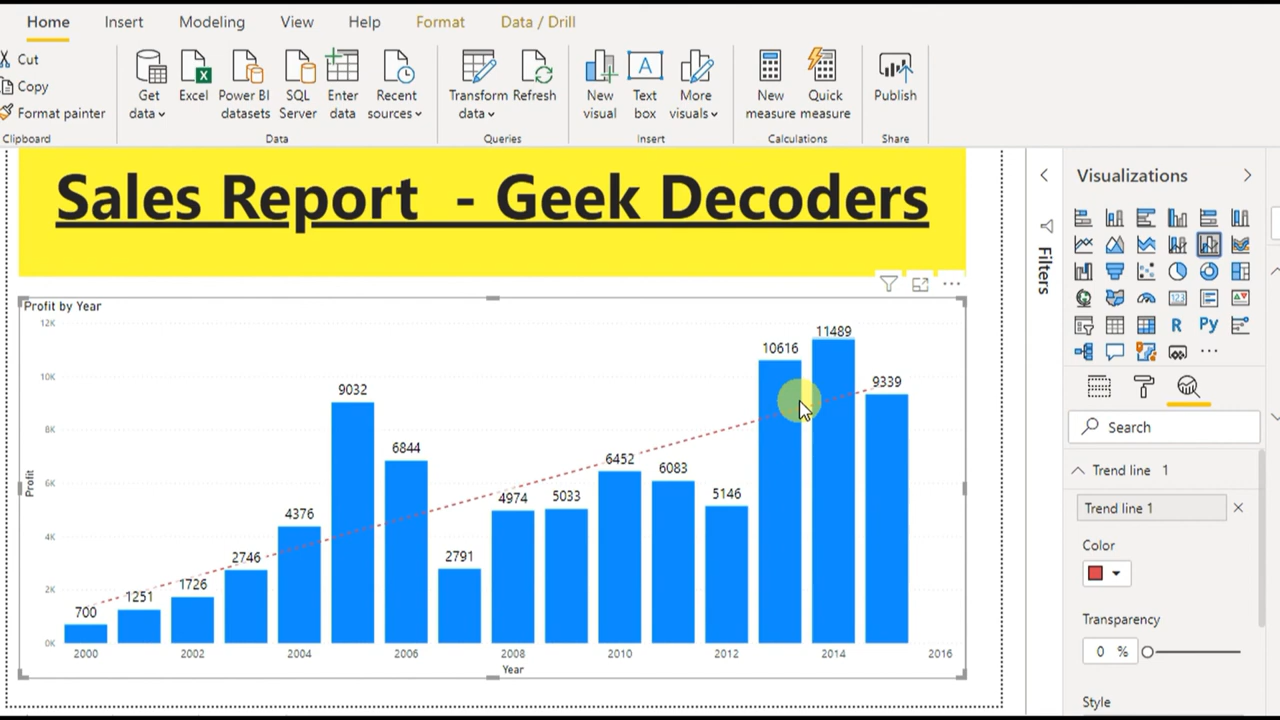 Home Insert Modeling View Help Format Data / Drill
Cut
Copy
Format painter
Clipboard
Get data
Excel
Power BI datasets
SQL Server
Enter data
Recent sources
Data
Transform data
Refresh
Queries
New visual
Text box
More visuals
Insert
New measure
Quick measure
Calculations
Publish
Share
Sales Report - Geek Decoders
Profit by Year
12K
10K
8K
6K
4K
2K
0K
Profit
700
1251
1726
2746
4376
9032
6844
2791
4974
5033
6452
6083
5146
10616
11489
9339
2000 2002 2004 2006 2008 2010 2012 2014 2016
Year
Filters
Visualizations
123
R
Py
Search
Trend line 1
Trend line 1
Color
Transparency
0 %
Style